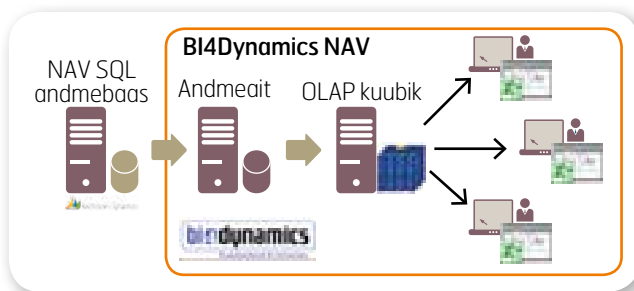 BI4Dynamics NAV
NAV SQL
andmebaas
Andmeait
OLAP kuubik
bi4dynamics